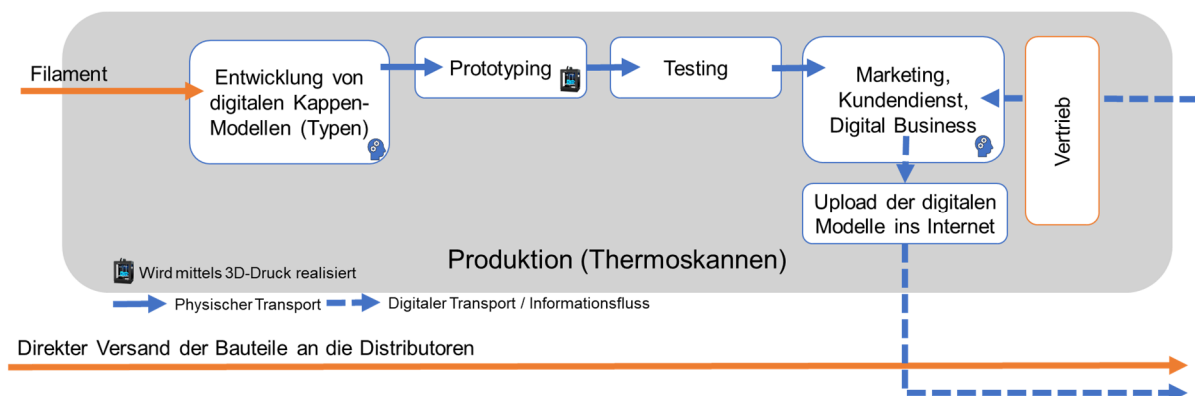 Filament
Entwicklung von
digitalen Kappen-
Modellen (Typen)
Prototyping
Testing
Marketing,
Kundendienst,
Digital Business
Vertrieb
Upload der digitalen
Modelle ins Internet
Produktion (Thermoskannen)
Wird mittels 3D-Druck realisiert
Physischer Transport
Digitaler Transport / Informationsfluss
Direkter Versand der Bauteile an die Distributoren